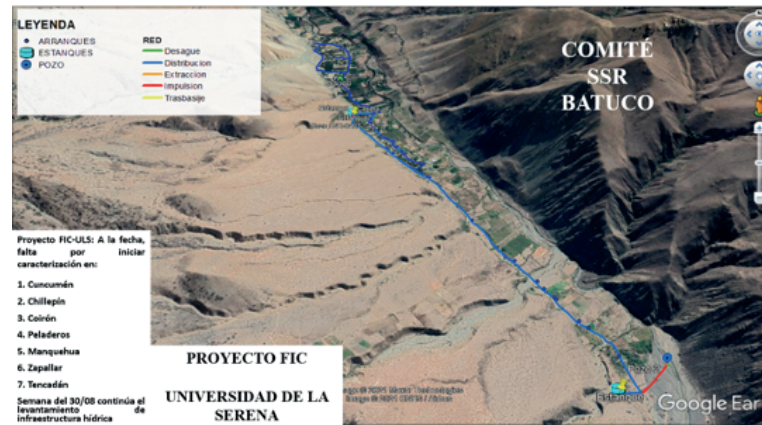 LEYENDA
ARRANQUES
ESTANQUES
POZO
RED
Desague
Distribucion
Extraccion
Impulsion
Trasbasije
COMITÉ
SSR
BATUCO
Proyecto FIC-ULS: A la fecha,
falta por iniciar
caracterización en:
1. Cuncumén
2. Chillepín
3. Coirón
4. Peladeros
5. Manquehua
6. Zapallar
7. Tencadán
Semana del 30/08 continúa el
levantamiento de
infraestructura hídrica
PROYECTO FIC
UNIVERSIDAD DE LA
SERENA
Pozo
Estanque
Google Ear